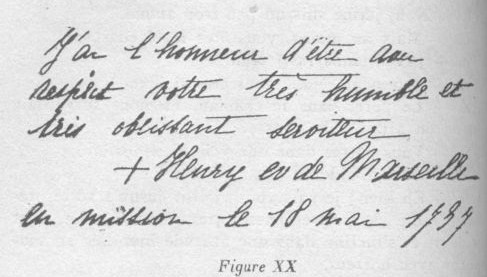 J'ai l'honneur d'être avec
respect votre très humble et
très obéissant serviteur
+ Henry ev de Marseille
en mission le 18 mai 1737
Figure XX